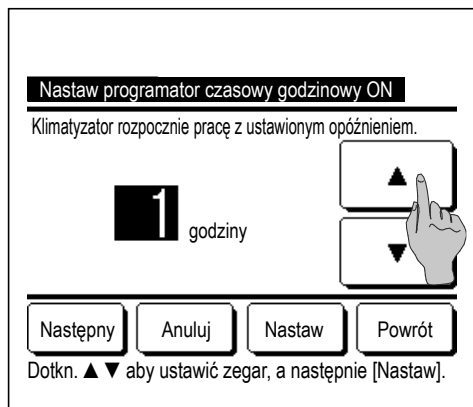 Nastaw programator czasowy godzinowy ON
Klimatyzator rozpocznie pracę z ustawionym opóźnieniem.
▲
1 godziny
▼
Następny Anuluj Nastaw Powrót
Dotkn. ▲ ▼ aby ustawić zegar, a następnie [Nastaw].